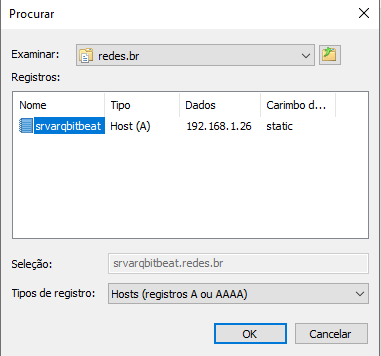 Procurar
Examinar: redes.br
Registros:
Nome Tipo Dados Carimbo d...
srvarqbitbeat Host (A) 192.168.1.26 static
Seleção: srvarqbitbeat.redes.br
Tipos de registro: Hosts (registros A ou AAAA)
OK Cancelar